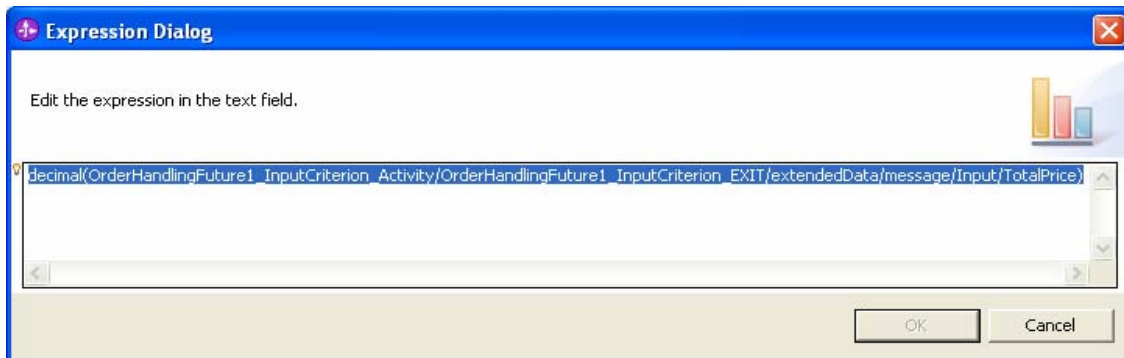 Expression Dialog
Edit the expression in the text field.
decimal(OrderHandlingFuture1_InputCriterion_Activity/OrderHandlingFuture1_InputCriterion_EXIT/extendedData/message/Input/TotalPrice)
OK
Cancel